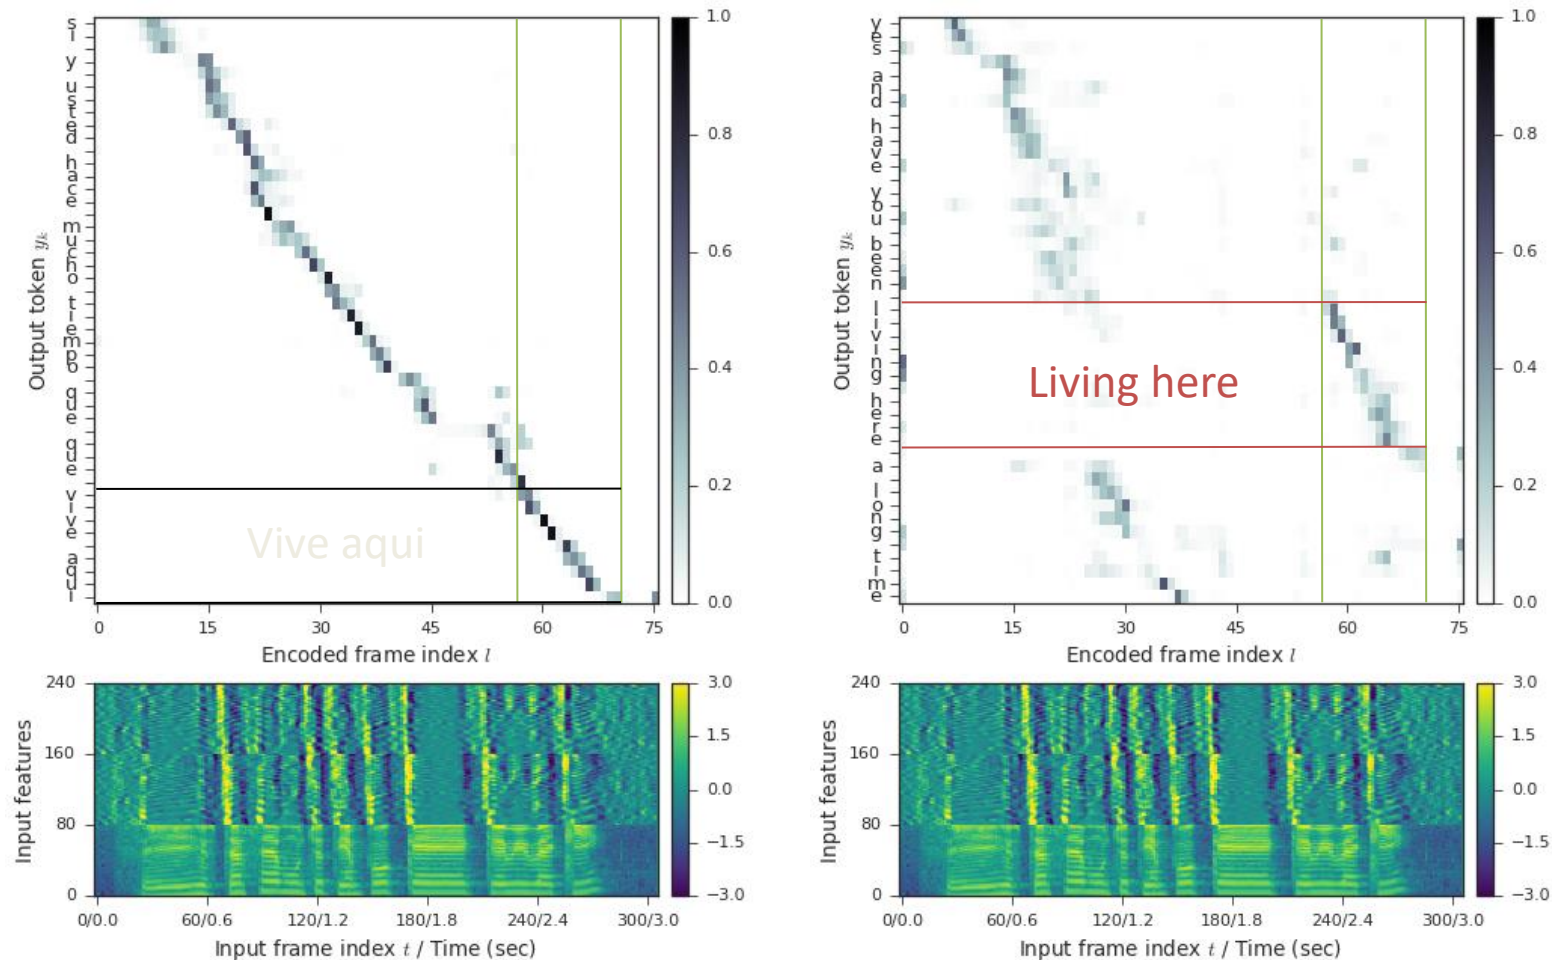 s i y u s t e d h a c e m u c h o t i e m p o q u e q u e v i v e a q u i
Output token yₖ
Vive aqui
0 15 30 45 60 75
Encoded frame index l
1.0
0.8
0.6
0.4
0.2
0.0
y e s a n d h a v e y o u b e e n l i v i n g h e r e a l o n g t i m e
Output token yₖ
Living here
0 15 30 45 60 75
Encoded frame index l
1.0
0.8
0.6
0.4
0.2
0.0
240
160
80
0
Input features
0/0.0 60/0.6 120/1.2 180/1.8 240/2.4 300/3.0
Input frame index t / Time (sec)
3.0
1.5
0.0
−1.5
−3.0
240
160
80
0
Input features
0/0.0 60/0.6 120/1.2 180/1.8 240/2.4 300/3.0
Input frame index t / Time (sec)
3.0
1.5
0.0
−1.5
−3.0